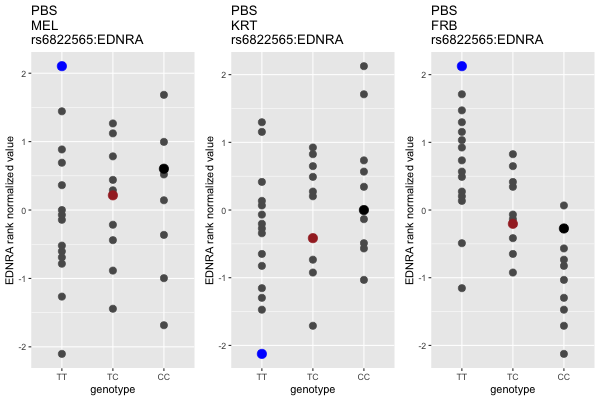 PBS
MEL
rs6822565:EDNRA
EDNRA rank normalized value
2
1
0
-1
-2
TT
TC
CC
genotype
PBS
KRT
rs6822565:EDNRA
EDNRA rank normalized value
2
1
0
-1
-2
TT
TC
CC
genotype
PBS
FRB
rs6822565:EDNRA
EDNRA rank normalized value
2
1
0
-1
-2
TT
TC
CC
genotype